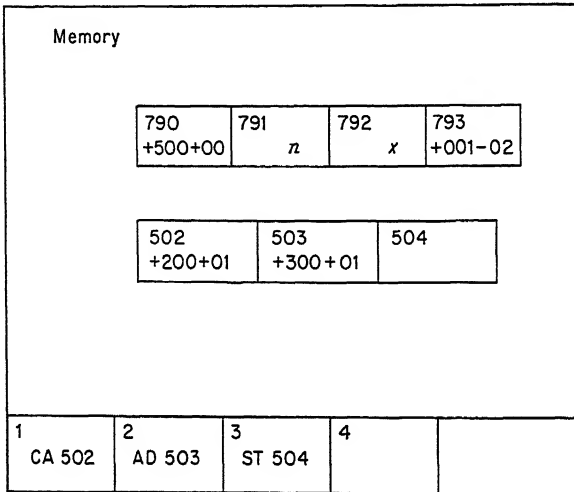 Memory
790 791 792 793
+500+00 n x +001-02
502 503 504
+200+01 +300+01
1 2 3 4
CA 502 AD 503 ST 504